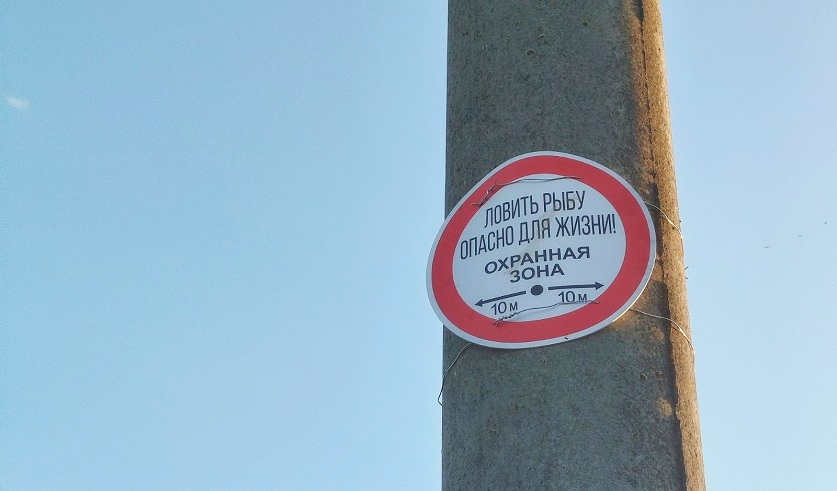 ЛОВИТЬ РЫБУ
ОПАСНО ДЛЯ ЖИЗНИ!
ОХРАННАЯ
ЗОНА
10 м 10 м